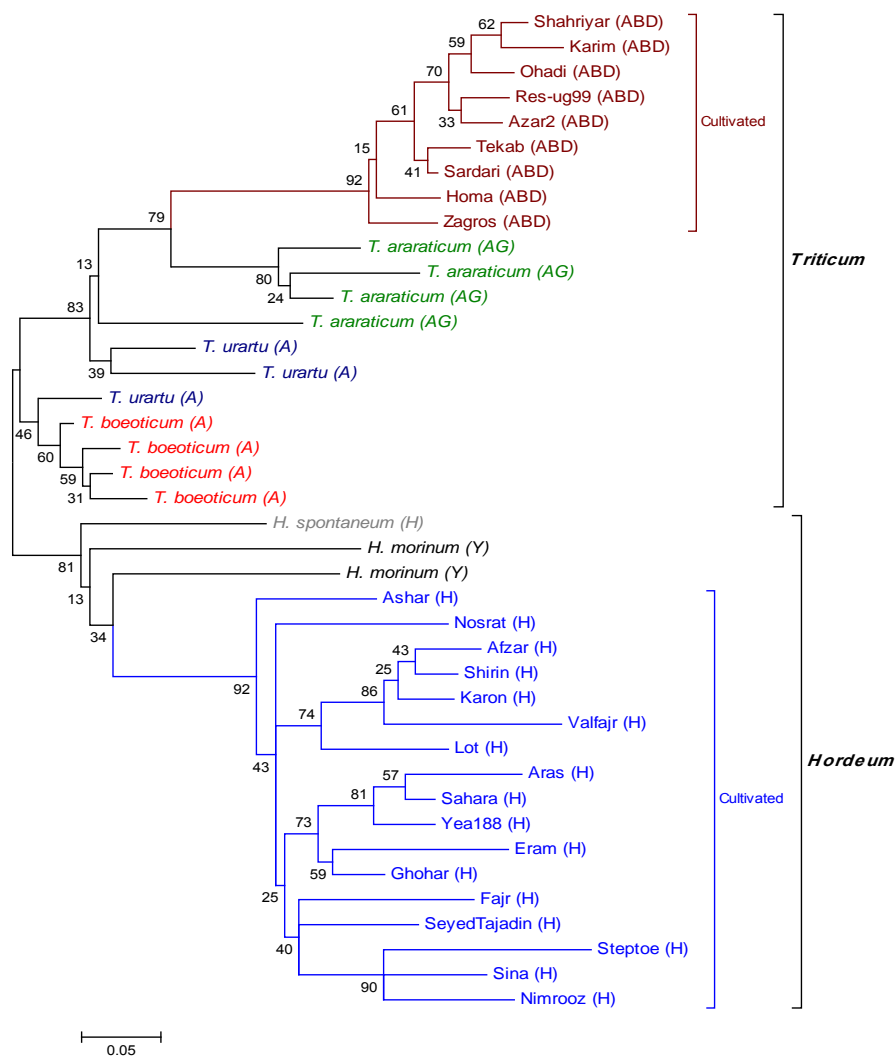 62
Shahriyar (ABD)
59
Karim (ABD)
70
Ohadi (ABD)
61
Res-ug99 (ABD)
33
Azar2 (ABD)
Cultivated
15
Tekab (ABD)
41
Sardari (ABD)
92
Homa (ABD)
79
Zagros (ABD)
T. araraticum (AG)
13
80
T. araraticum (AG)
Triticum
24
T. araraticum (AG)
83
T. araraticum (AG)
T. urartu (A)
39
T. urartu (A)
T. urartu (A)
46
T. boeoticum (A)
60
T. boeoticum (A)
59
T. boeoticum (A)
31
T. boeoticum (A)
H. spontaneum (H)
81
H. morinum (Y)
13
H. morinum (Y)
34
Ashar (H)
92
Nosrat (H)
43
Afzar (H)
25
Shirin (H)
86
Karon (H)
74
Valfajr (H)
43
Lot (H)
Hordeum
57
Aras (H)
81
Sahara (H)
Cultivated
73
Yea188 (H)
Eram (H)
59
Ghohar (H)
25
Fajr (H)
SeyedTajadin (H)
40
Steptoe (H)
Sina (H)
90
Nimrooz (H)
0.05